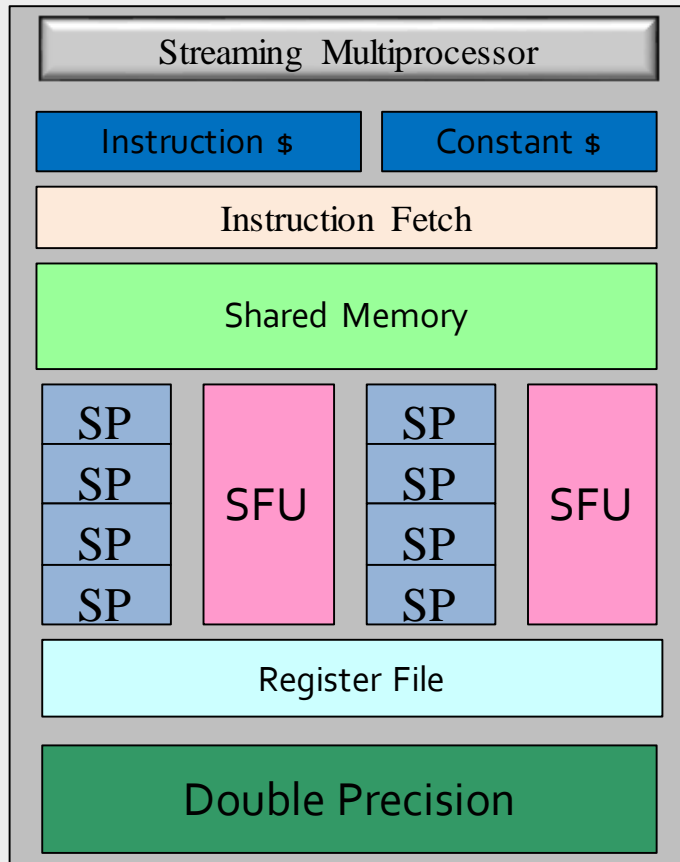 Streaming Multiprocessor
Instruction $
Constant $
Instruction Fetch
Shared Memory
SP
SP
SP
SP
SFU
SP
SP
SP
SP
SFU
Register File
Double Precision